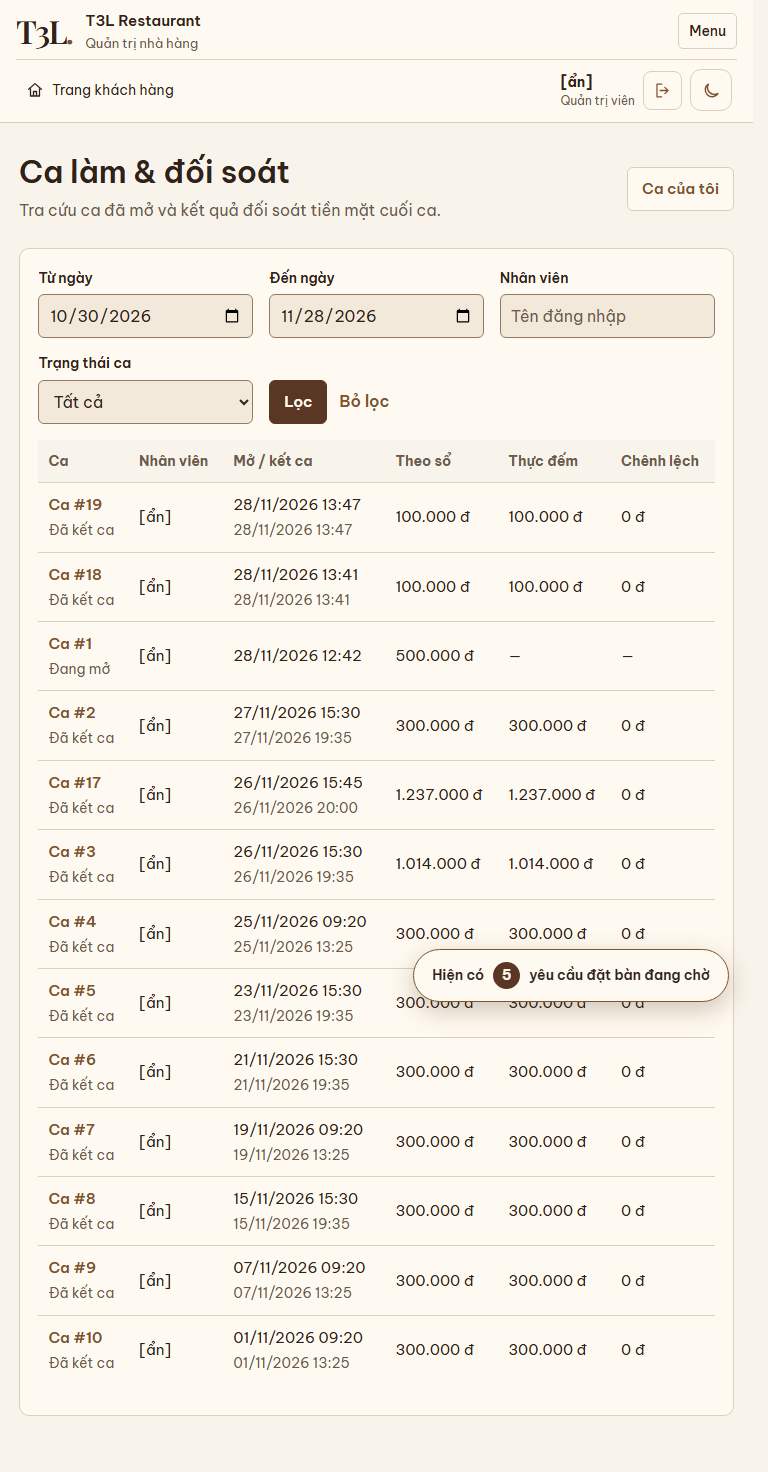 T3L.
T3L Restaurant
Quản trị nhà hàng
Menu
Trang khách hàng
[ẩn]
Quản trị viên
Ca làm & đối soát
Tra cứu ca đã mở và kết quả đối soát tiền mặt cuối ca.
Ca của tôi
Từ ngày
Đến ngày
Nhân viên
10/30/2026
11/28/2026
Tên đăng nhập
Trạng thái ca
Tất cả
Lọc
Bỏ lọc
Ca Nhân viên Mở / kết ca Theo sổ Thực đếm Chênh lệch
Ca #19 [ẩn] 28/11/2026 13:47 100.000 đ 100.000 đ 0 đ
Đã kết ca 28/11/2026 13:47
Ca #18 [ẩn] 28/11/2026 13:41 100.000 đ 100.000 đ 0 đ
Đã kết ca 28/11/2026 13:41
Ca #1 [ẩn] 28/11/2026 12:42 500.000 đ — —
Đang mở
Ca #2 [ẩn] 27/11/2026 15:30 300.000 đ 300.000 đ 0 đ
Đã kết ca 27/11/2026 19:35
Ca #17 [ẩn] 26/11/2026 15:45 1.237.000 đ 1.237.000 đ 0 đ
Đã kết ca 26/11/2026 20:00
Ca #3 [ẩn] 26/11/2026 15:30 1.014.000 đ 1.014.000 đ 0 đ
Đã kết ca 26/11/2026 19:35
Ca #4 [ẩn] 25/11/2026 09:20 300.000 đ 300.000 đ 0 đ
Đã kết ca 25/11/2026 13:25
Hiện có 5 yêu cầu đặt bàn đang chờ
Ca #5 [ẩn] 23/11/2026 15:30 300.000 đ 300.000 đ 0 đ
Đã kết ca 23/11/2026 19:35
Ca #6 [ẩn] 21/11/2026 15:30 300.000 đ 300.000 đ 0 đ
Đã kết ca 21/11/2026 19:35
Ca #7 [ẩn] 19/11/2026 09:20 300.000 đ 300.000 đ 0 đ
Đã kết ca 19/11/2026 13:25
Ca #8 [ẩn] 15/11/2026 15:30 300.000 đ 300.000 đ 0 đ
Đã kết ca 15/11/2026 19:35
Ca #9 [ẩn] 07/11/2026 09:20 300.000 đ 300.000 đ 0 đ
Đã kết ca 07/11/2026 13:25
Ca #10 [ẩn] 01/11/2026 09:20 300.000 đ 300.000 đ 0 đ
Đã kết ca 01/11/2026 13:25